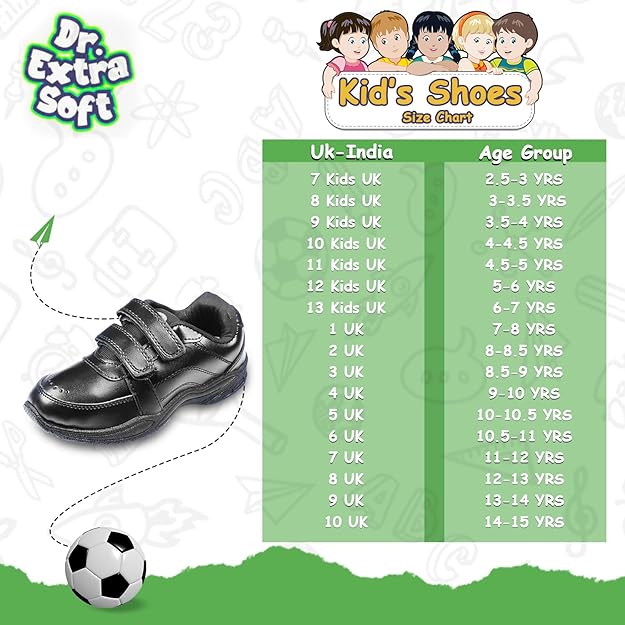 Dr.
Extra
Soft
Kid's Shoes
Size Chart
Uk-India Age Group
7 Kids UK 2.5-3 YRS
8 Kids UK 3-3.5 YRS
9 Kids UK 3.5-4 YRS
10 Kids UK 4-4.5 YRS
11 Kids UK 4.5-5 YRS
12 Kids UK 5-6 YRS
13 Kids UK 6-7 YRS
1 UK 7-8 YRS
2 UK 8-8.5 YRS
3 UK 8.5-9 YRS
4 UK 9-10 YRS
5 UK 10-10.5 YRS
6 UK 10.5-11 YRS
7 UK 11-12 YRS
8 UK 12-13 YRS
9 UK 13-14 YRS
10 UK 14-15 YRS